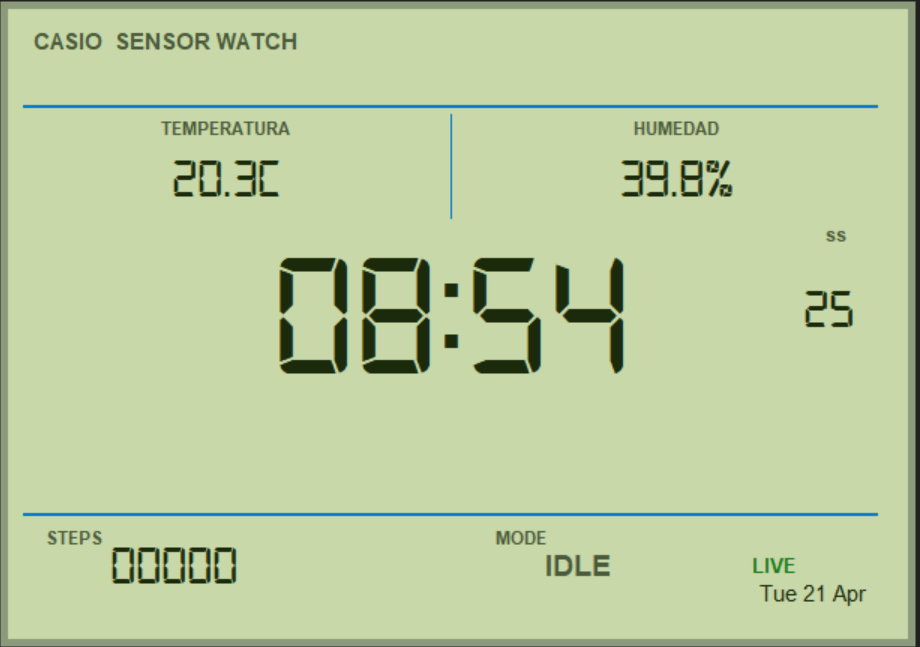 CASIO SENSOR WATCH
TEMPERATURA
HUMEDAD
20.3C
39.8%
ss
08:54
25
STEPS
00000
MODE
IDLE
LIVE
Tue 21 Apr